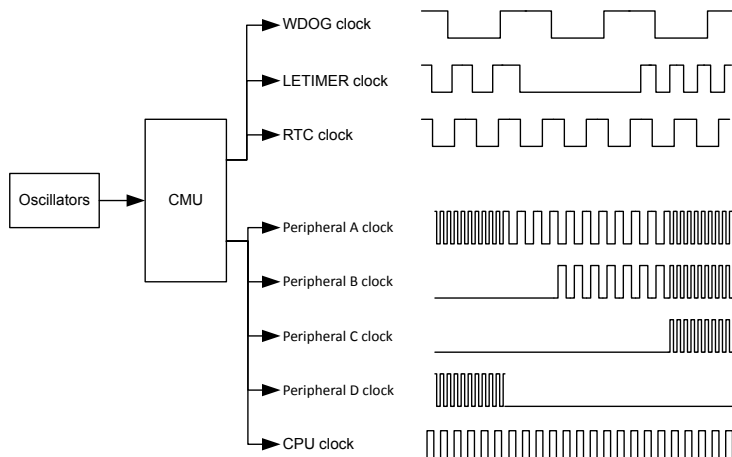 WDOG clock
LETIMER clock
RTC clock
Oscillators
CMU
Peripheral A clock
Peripheral B clock
Peripheral C clock
Peripheral D clock
CPU clock